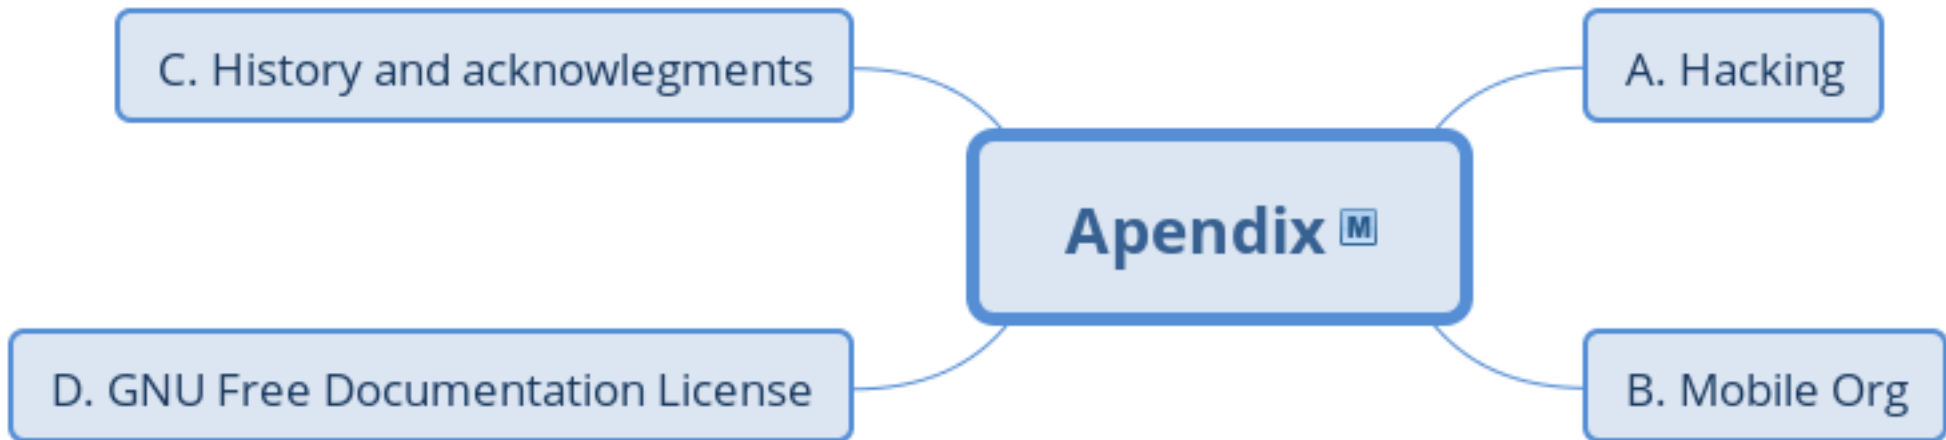 C. History and acknowlegments
A. Hacking
Apendix M
D. GNU Free Documentation License
B. Mobile Org